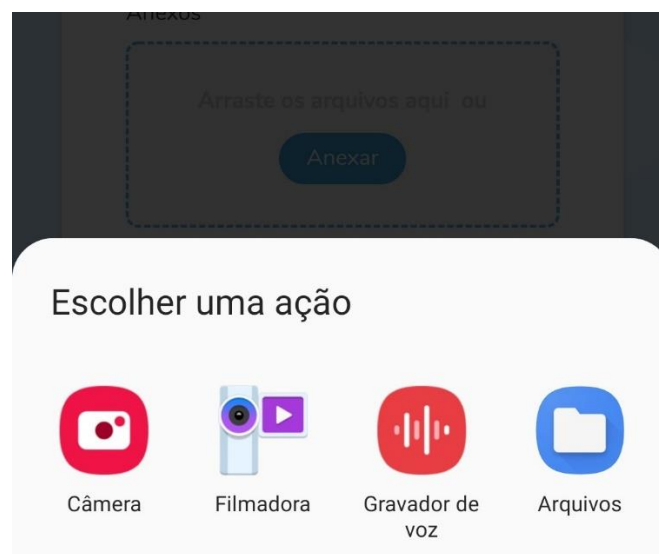 Anexos
Arraste os arquivos aqui ou
Anexar
Escolher uma ação
Câmera
Filmadora
Gravador de
voz
Arquivos